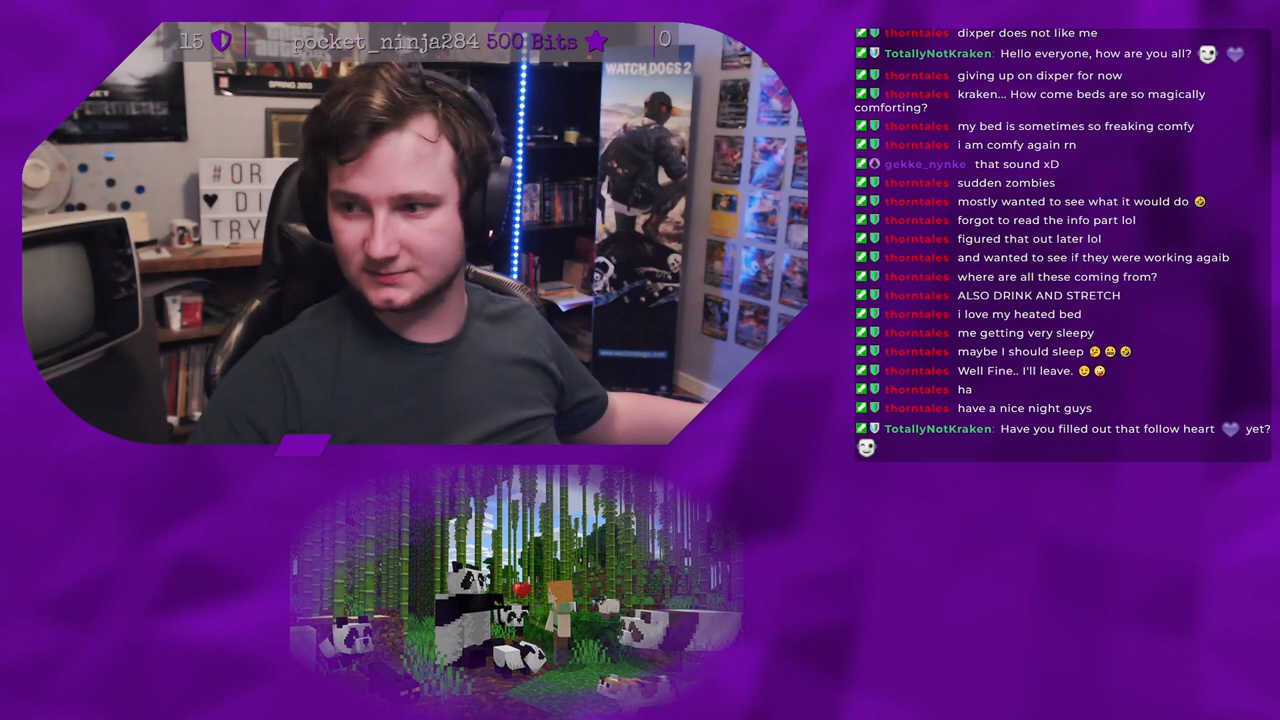 15 pocket_ninja284 500 Bits 0
SPRING 2013
WATCH DOGS 2
#OR
♥ DI
TRY
thorntales dixper does not like me
TotallyNotKraken: Hello everyone, how are you all?
thorntales giving up on dixper for now
thorntales kraken... How come beds are so magically
comforting?
thorntales my bed is sometimes so freaking comfy
thorntales i am comfy again rn
gekke_nynke that sound xD
thorntales sudden zombies
thorntales mostly wanted to see what it would do 🤣
thorntales forgot to read the info part lol
thorntales figured that out later lol
thorntales and wanted to see if they were working agaib
thorntales where are all these coming from?
thorntales ALSO DRINK AND STRETCH
thorntales i love my heated bed
thorntales me getting very sleepy
thorntales maybe I should sleep 🤔😄🤣
thorntales Well Fine.. I'll leave. 😉🤪
thorntales ha
thorntales have a nice night guys
TotallyNotKraken: Have you filled out that follow heart 💜 yet?